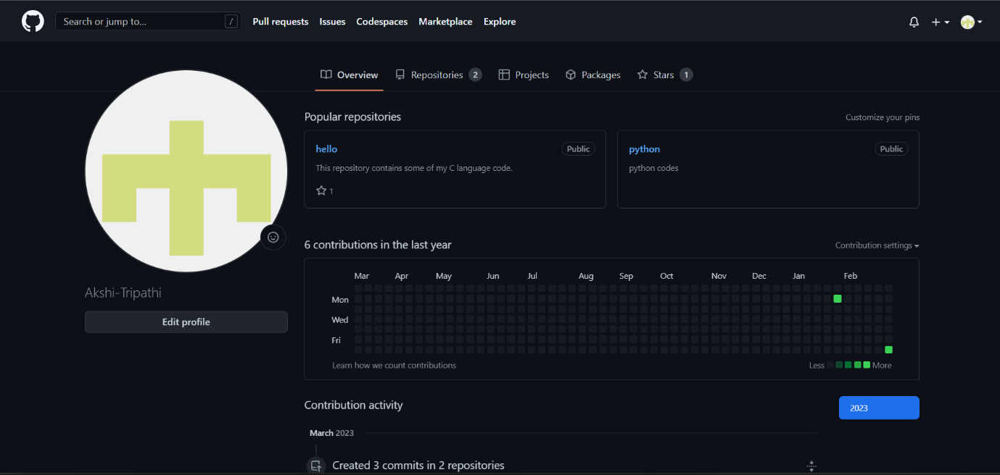 Search or jump to... / Pull requests Issues Codespaces Marketplace Explore
Overview Repositories 2 Projects Packages Stars 1
Popular repositories Customize your pins
hello Public
This repository contains some of my C language code.
1
python Public
python codes
6 contributions in the last year Contribution settings
Mar Apr May Jun Jul Aug Sep Oct Nov Dec Jan Feb
Mon
Wed
Fri
Learn how we count contributions Less More
Akshi-Tripathi
Edit profile
Contribution activity 2023
March 2023
Created 3 commits in 2 repositories